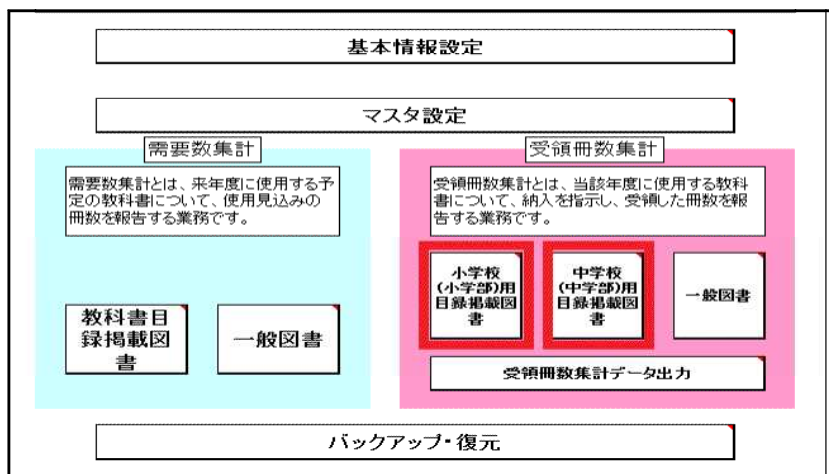 基本情報設定
マスタ設定
需要数集計
需要数集計とは、来年度に使用する予
定の教科書について、使用見込みの
冊数を報告する業務です。
教科書目
録掲載図
書
一般図書
受領冊数集計
受領冊数集計とは、当該年度に使用する教科
書について、納入を指示し、受領した冊数を報
告する業務です。
小学校
(小学部)用
目録掲載図
書
中学校
(中学部)用
目録掲載図
書
一般図書
受領冊数集計データ出力
バックアップ・復元